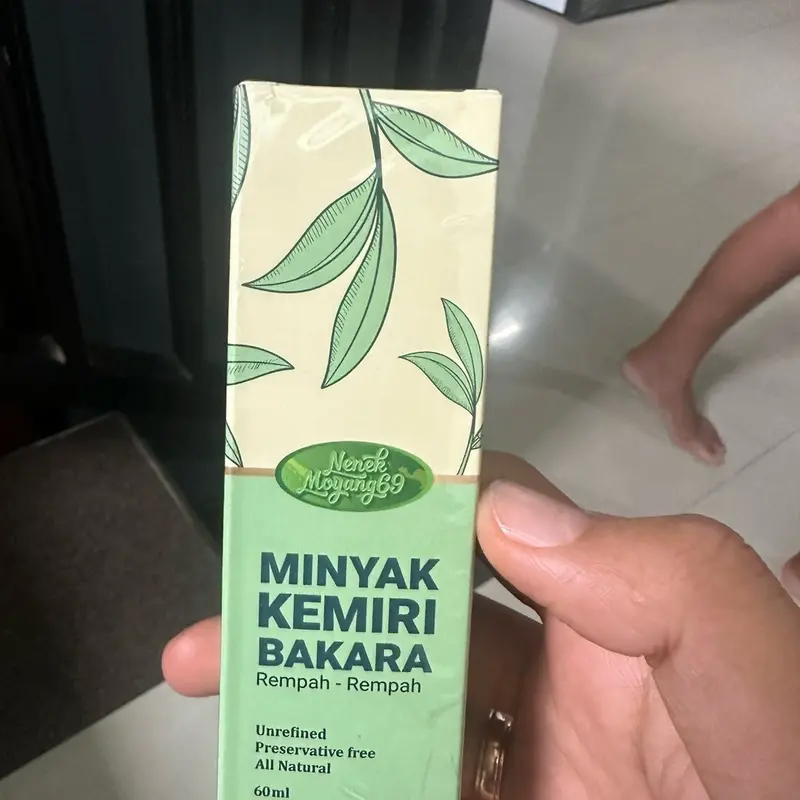 Nenek
Moyang69
MINYAK
KEMIRI
BAKARA
Rempah - Rempah
Unrefined
Preservative free
All Natural
60ml